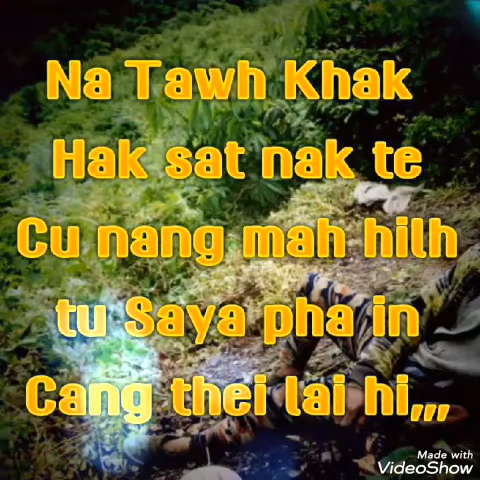 Na Tawh Khak
Hak sat nak te
Cu nang mah hilh
tu Saya pha in
Cang thei lai hi,,,
Made with
VideoShow